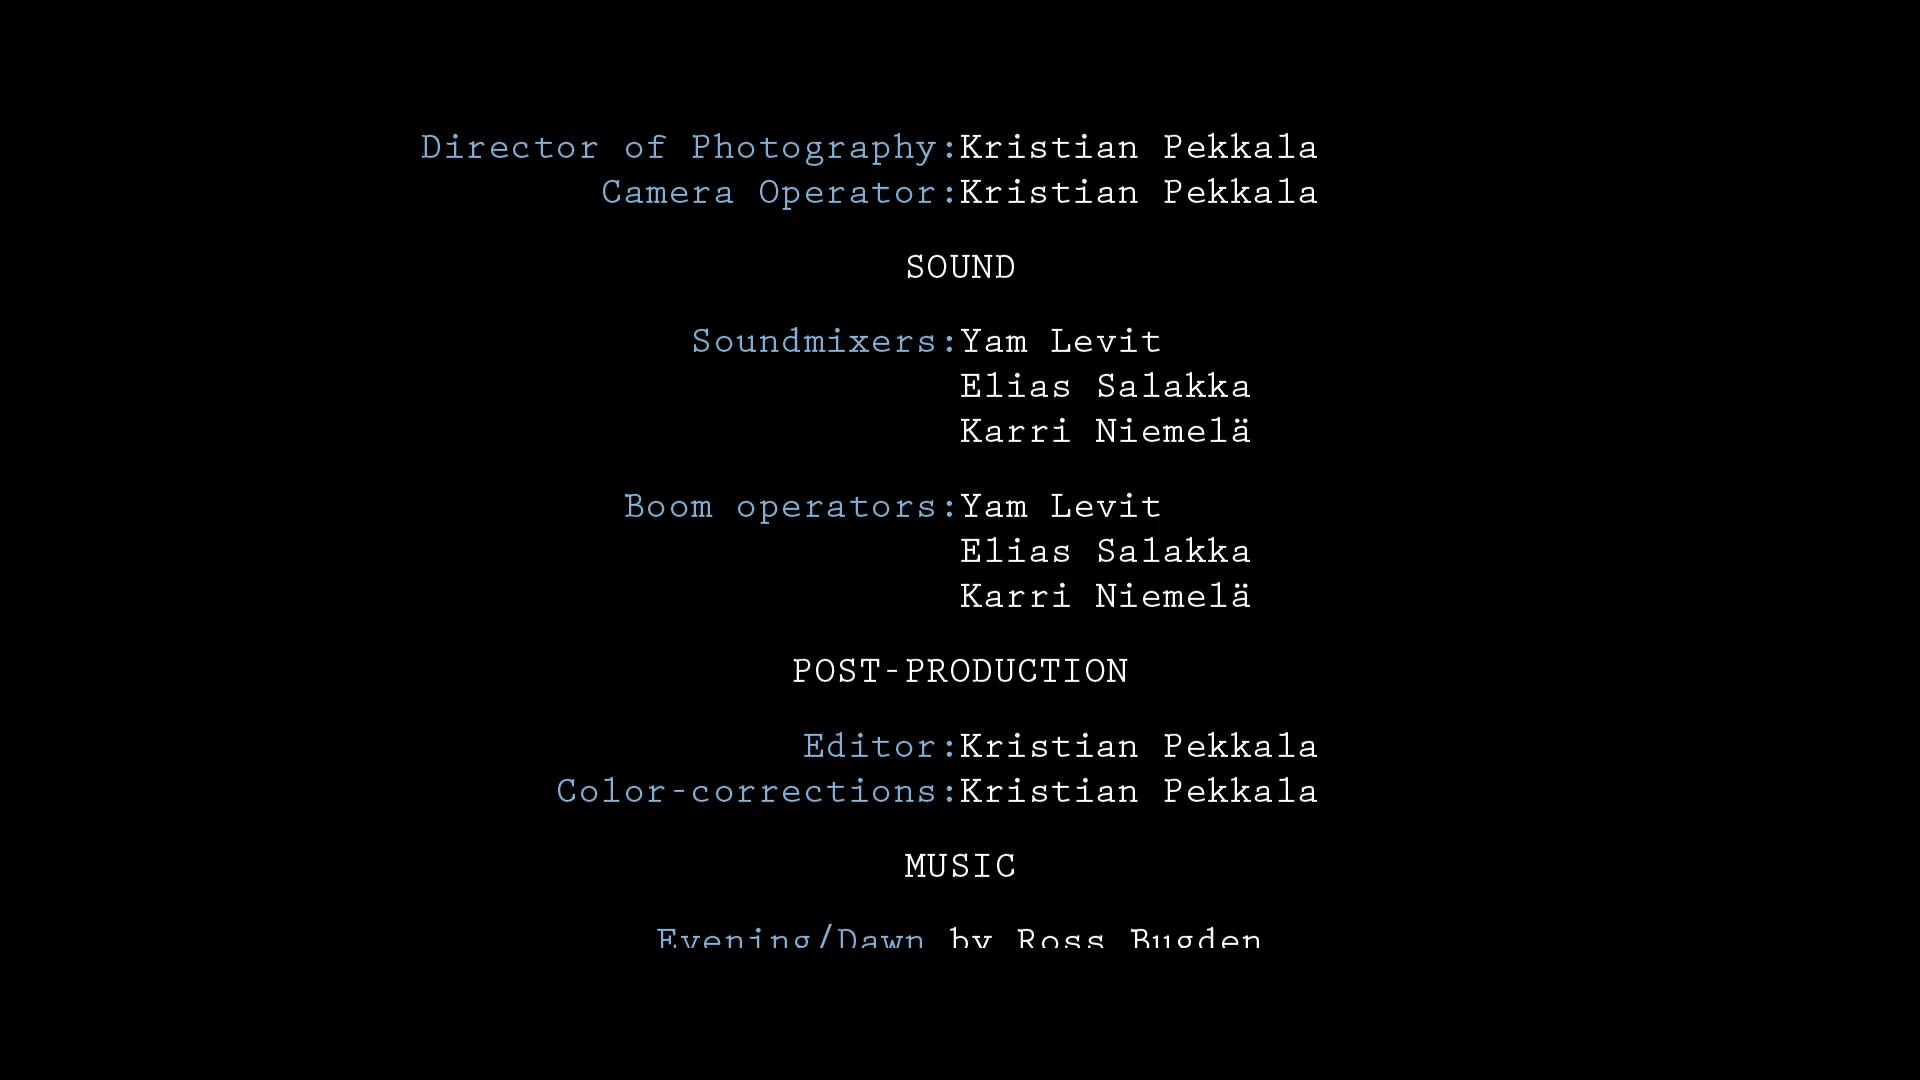 Director of Photography:Kristian Pekkala
Camera Operator:Kristian Pekkala
SOUND
Soundmixers:Yam Levit
Elias Salakka
Karri Niemelä
Boom operators:Yam Levit
Elias Salakka
Karri Niemelä
POST-PRODUCTION
Editor:Kristian Pekkala
Color-corrections:Kristian Pekkala
MUSIC
Evening/Dawn by Ross Bugden